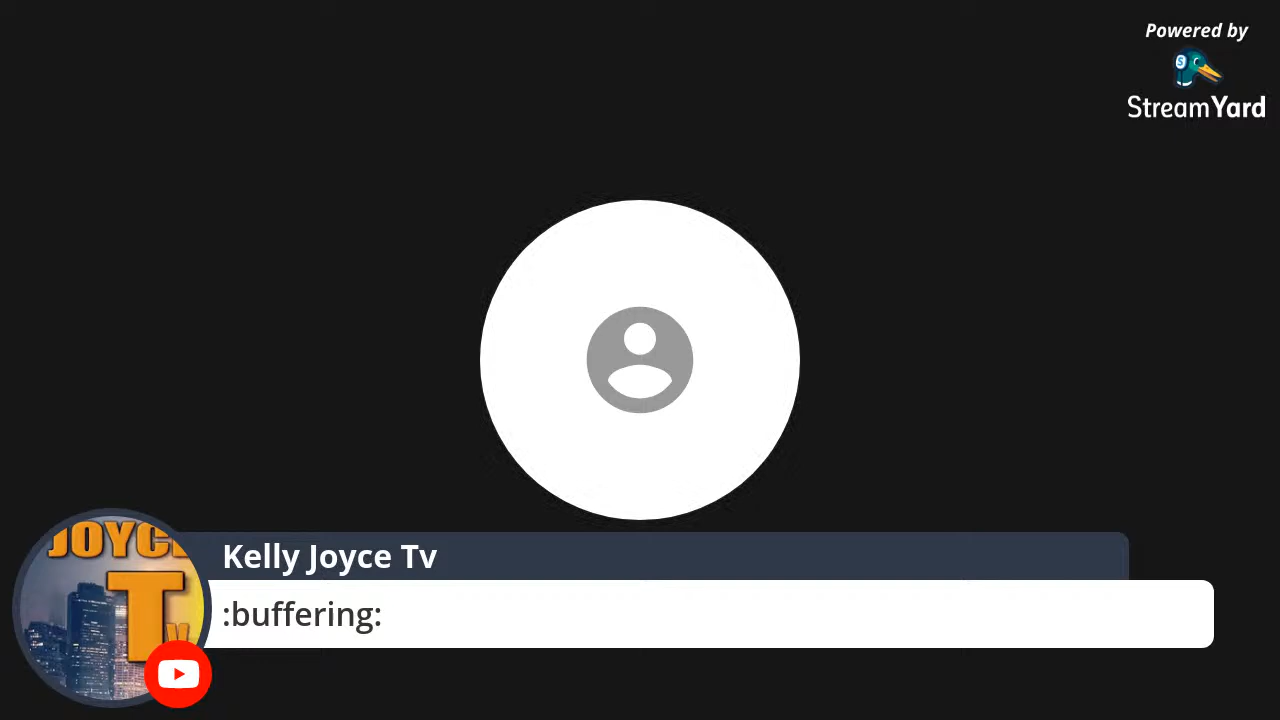 Powered by
StreamYard
JOYCE
Tv
Kelly Joyce Tv
:buffering: